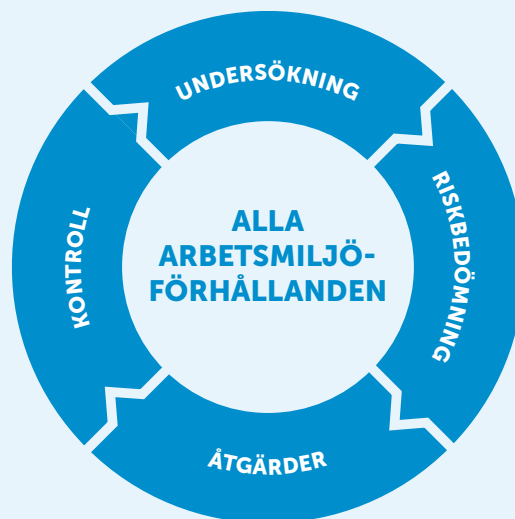 UNDERSÖKNING
RISKBEDÖMNING
ÅTGÄRDER
KONTROLL
ALLA
ARBETSMILJÖ-
FÖRHÅLLANDEN